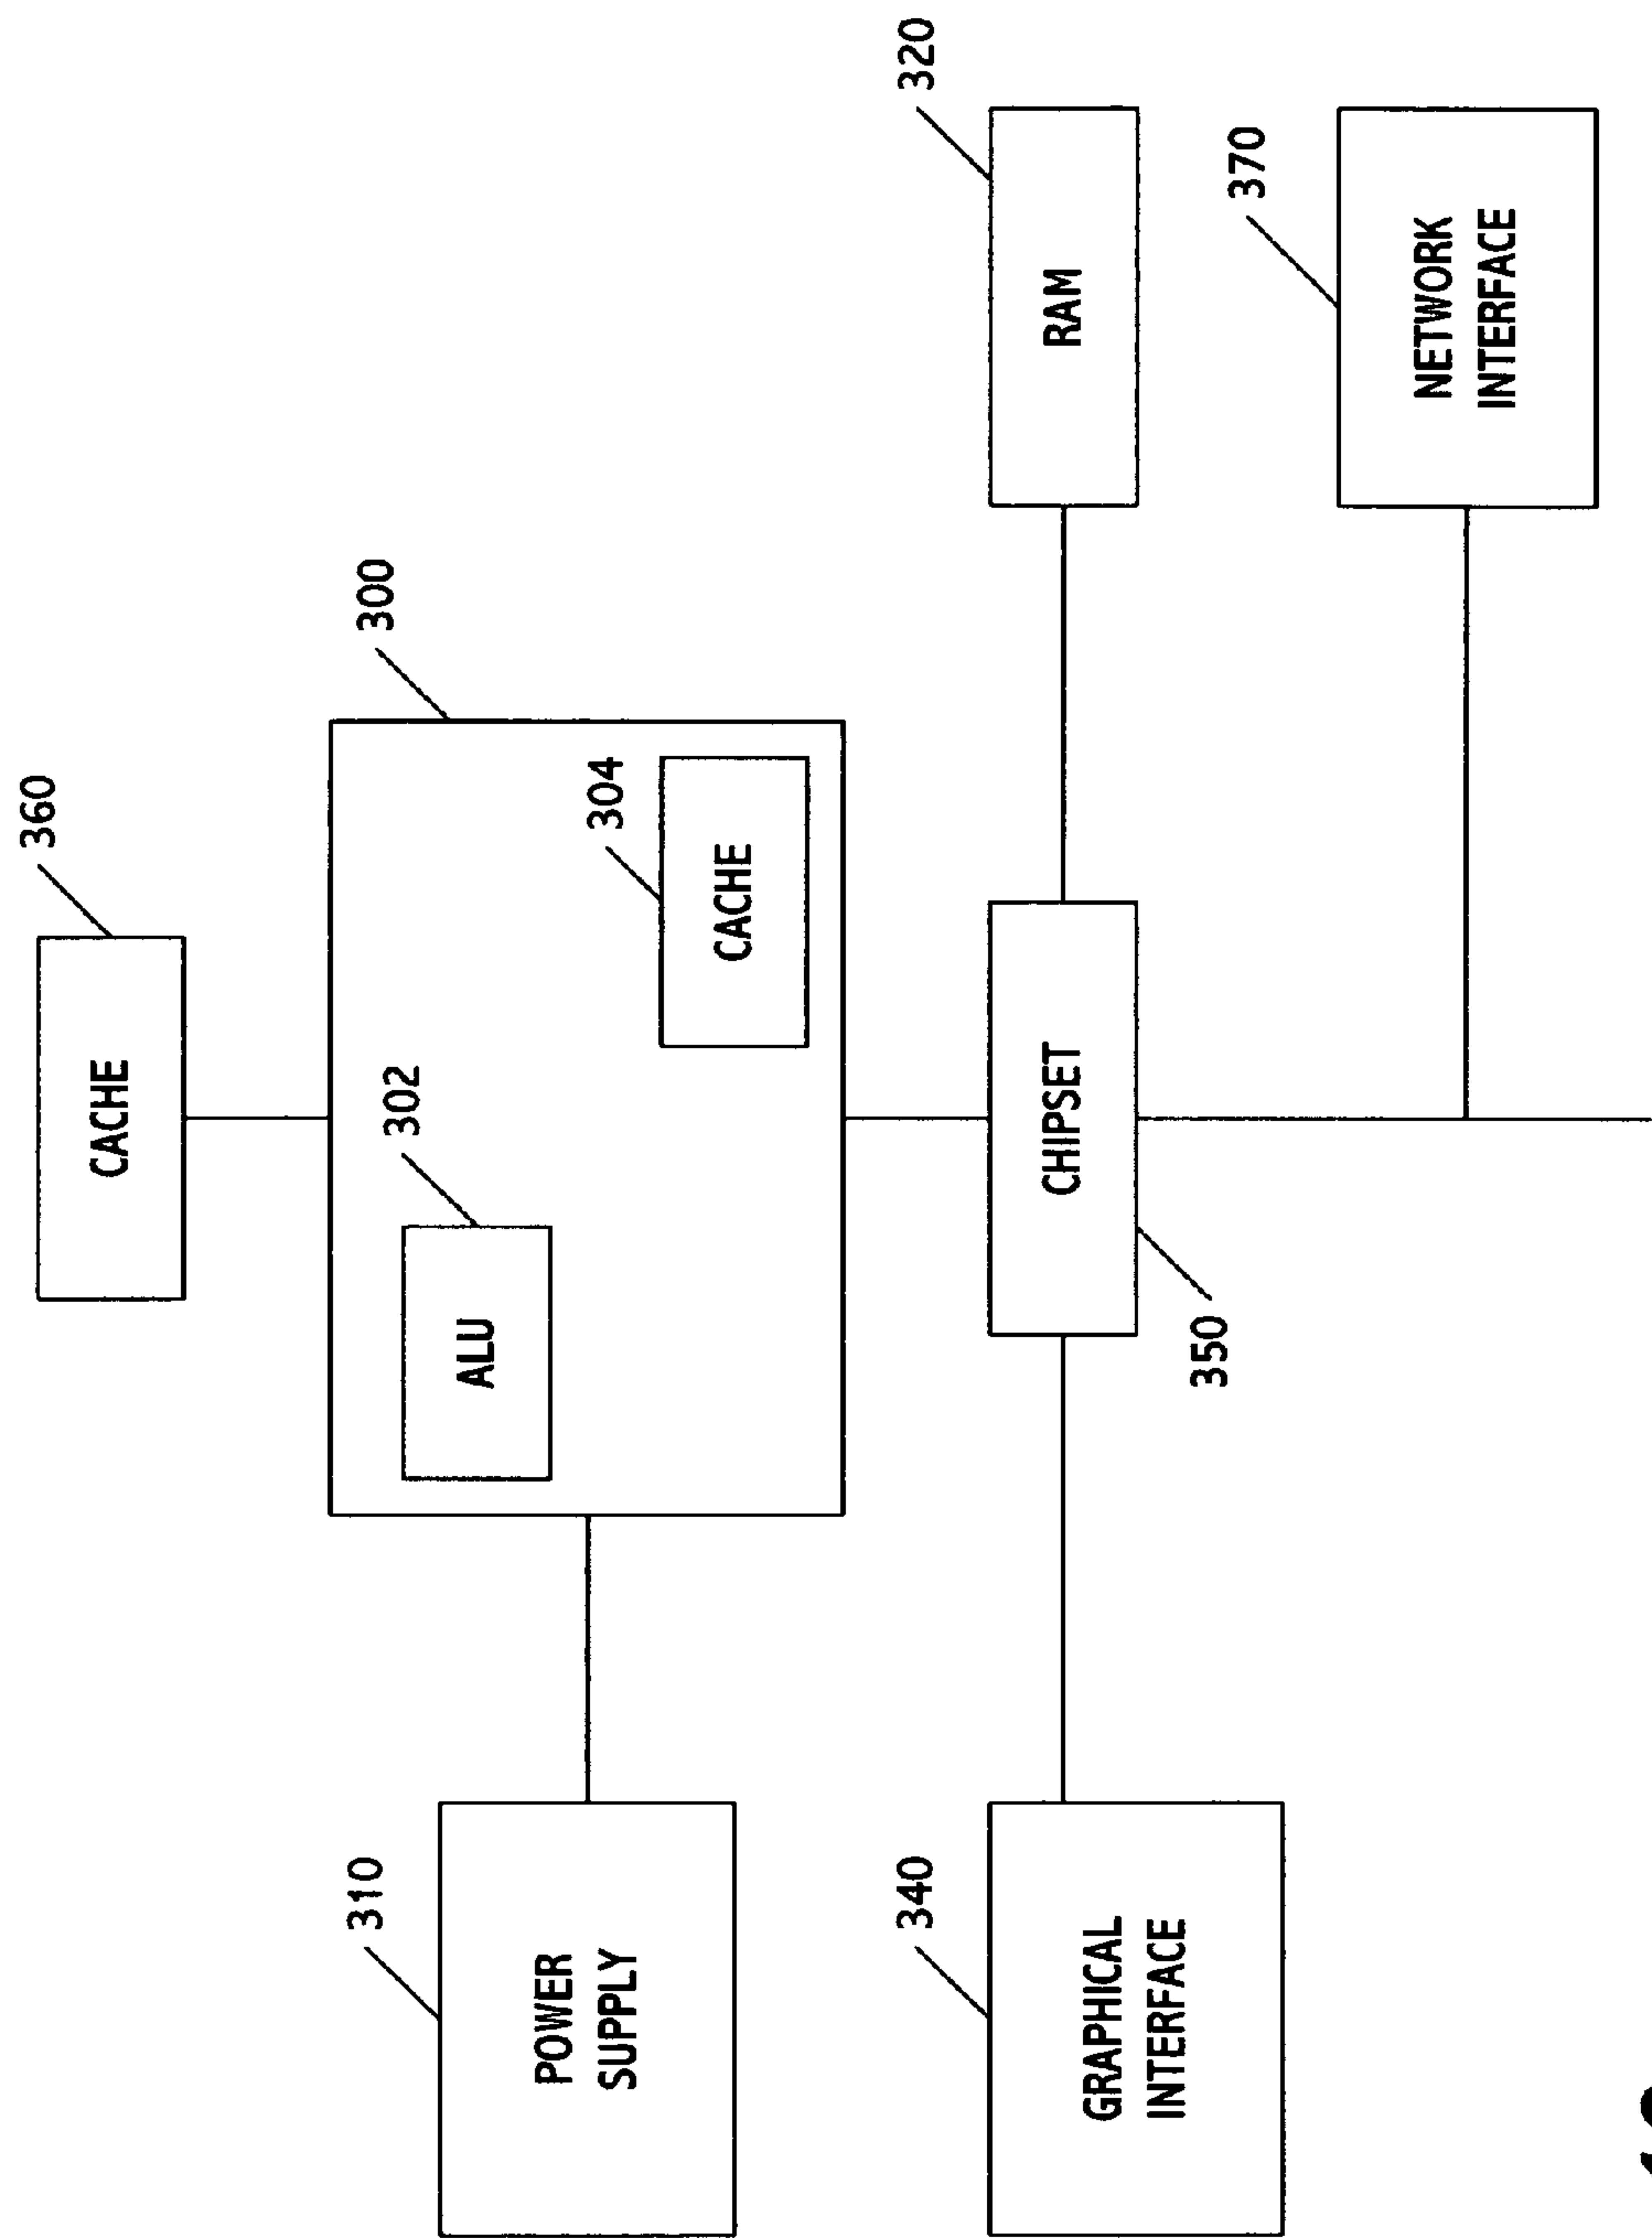 360
CACHE
310
300
302
ALU
POWER
SUPPLY
304
CACHE
340
320
CHIPSET
RAM
GRAPHICAL
INTERFACE
350
370
NETWORK
INTERFACE